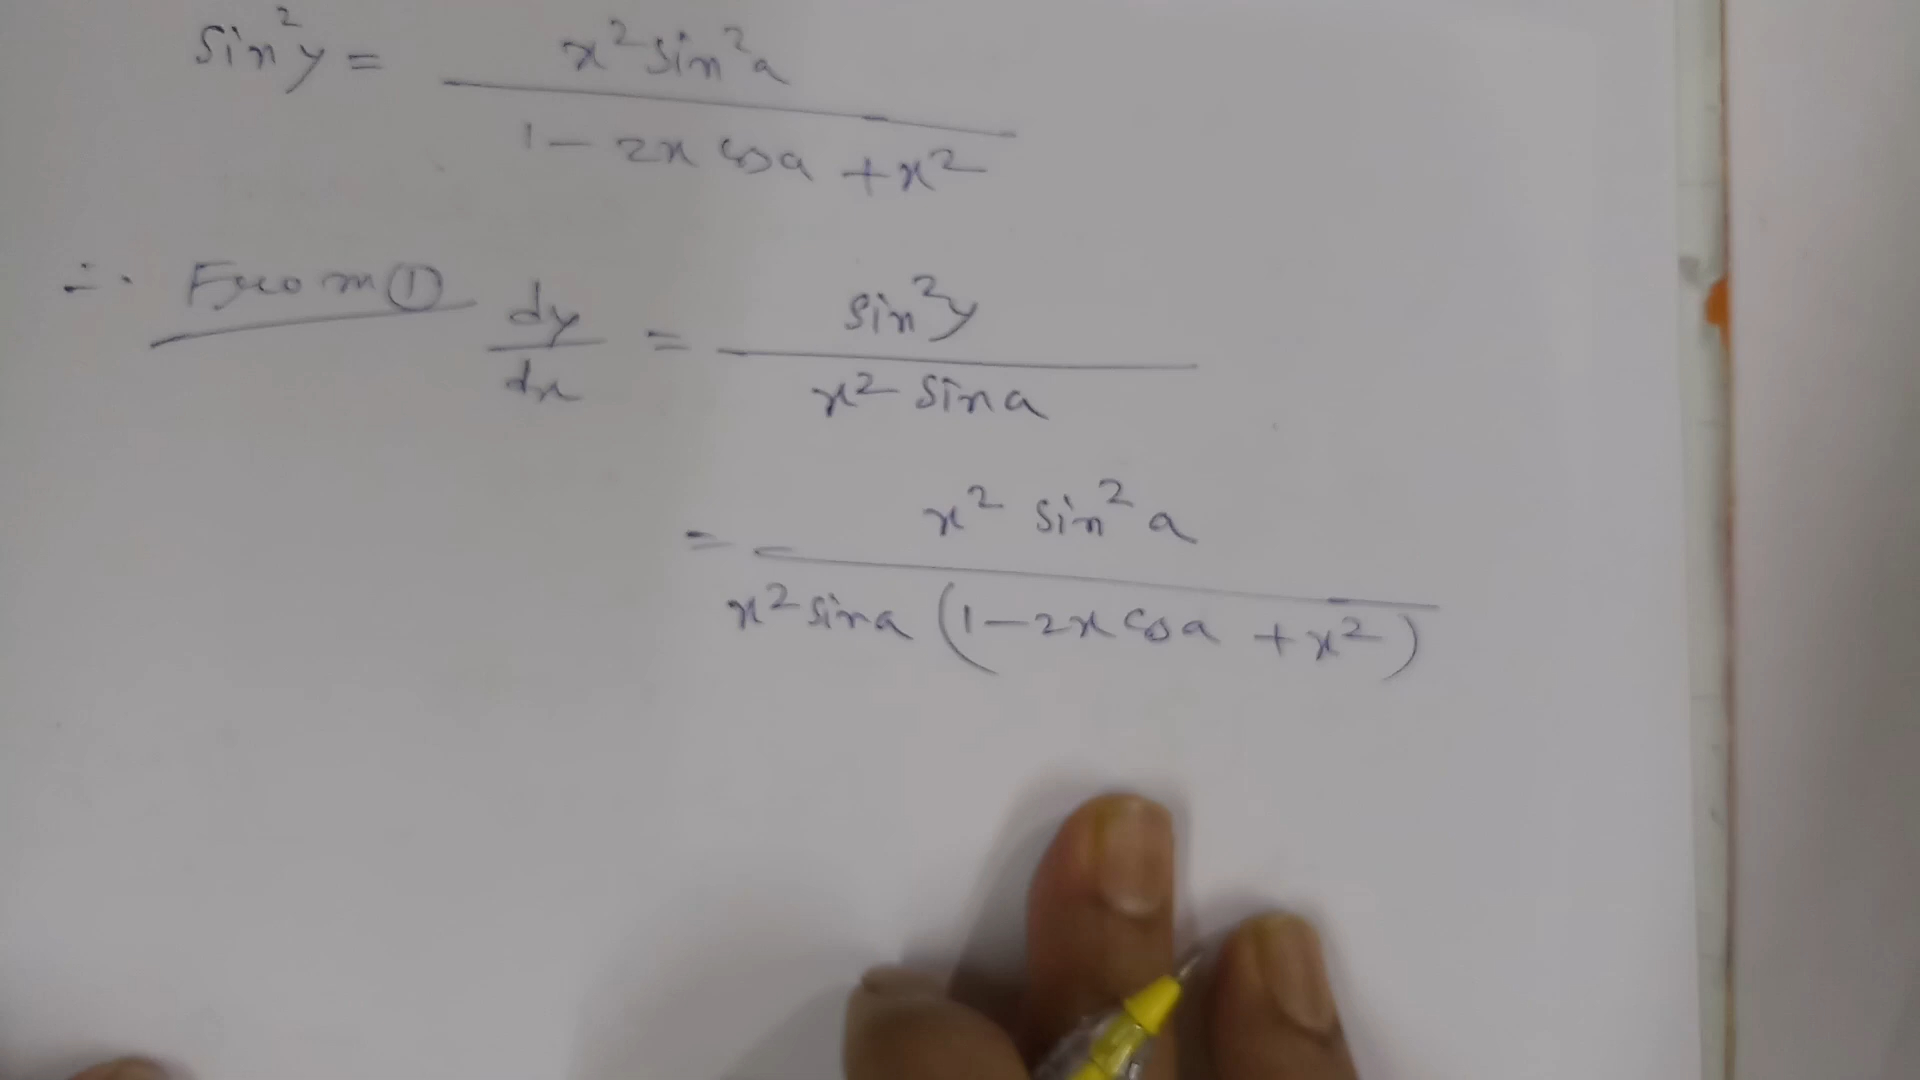 sin²y = x² sin²a / 1 – 2x cos a + x²
∴ From ① dy/dx = sin²y / x² sin a
= x² sin² a / x² sin a (1 – 2x cos a + x²)